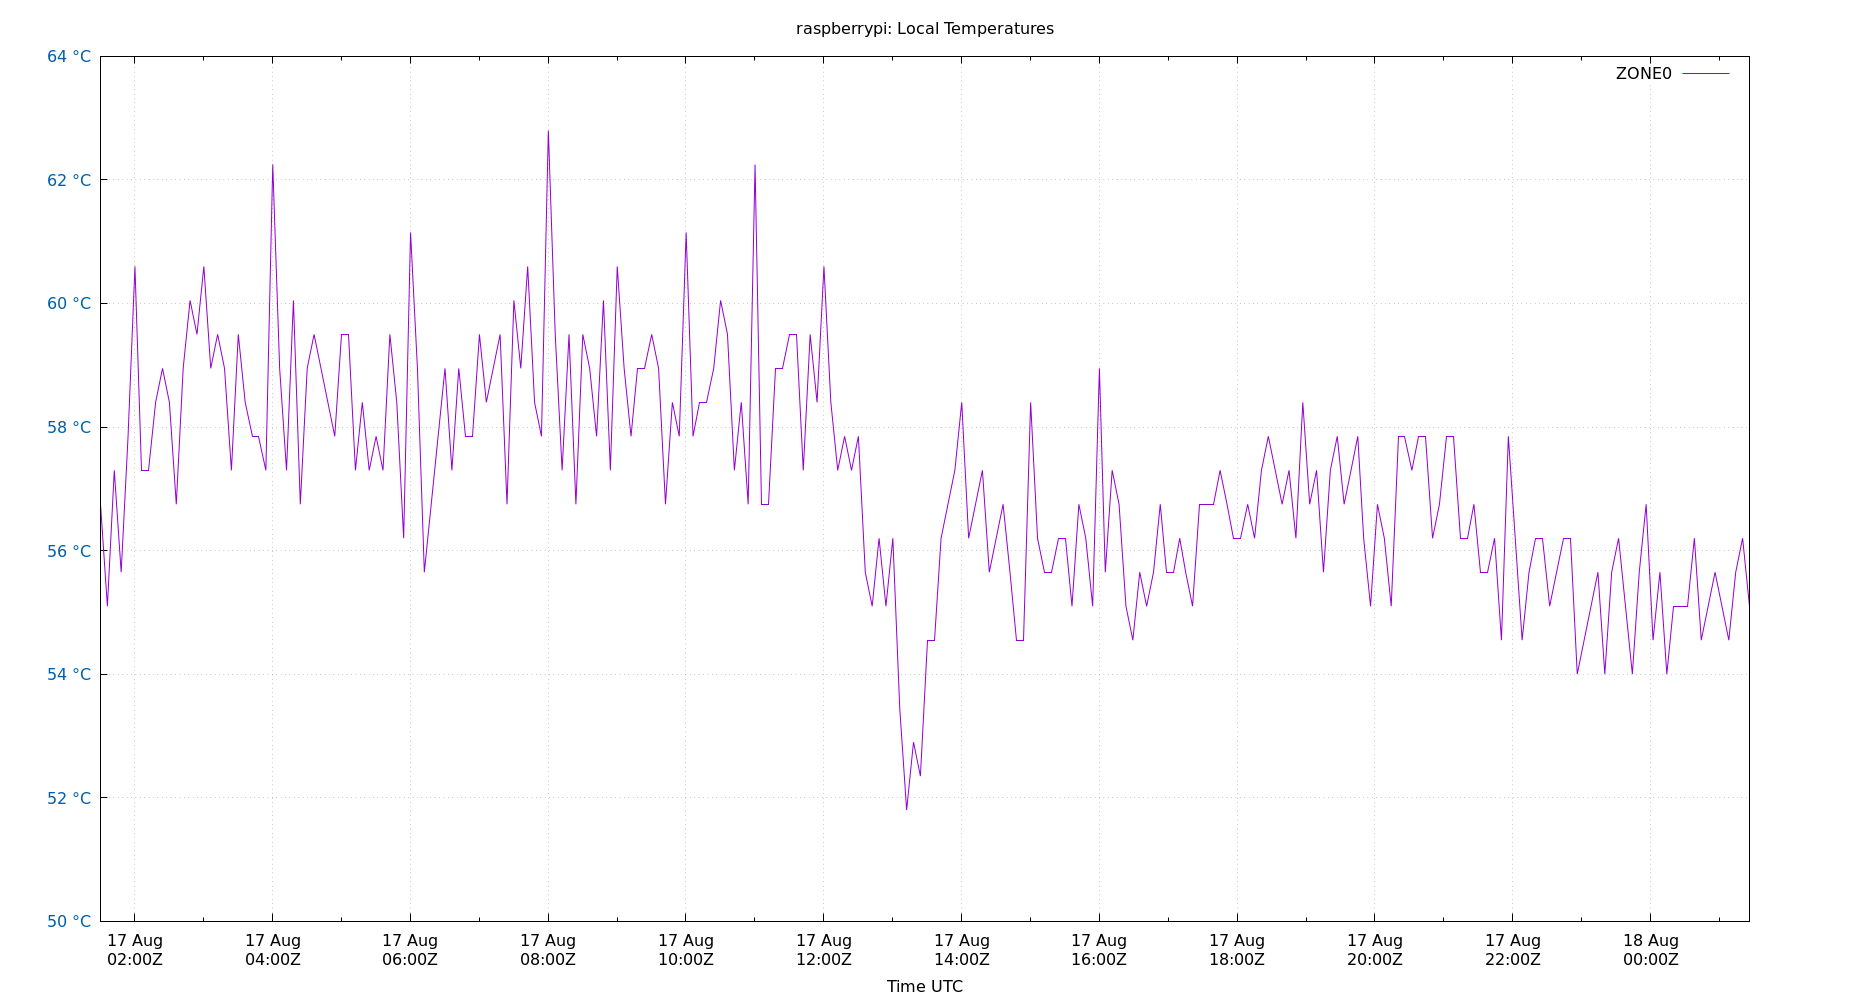 raspberrypi: Local Temperatures
64 °C
ZONE0
62 °C
60 °C
58 °C
56 °C
54 °C
52 °C
50 °C
17 Aug 17 Aug 17 Aug 17 Aug 17 Aug 17 Aug 17 Aug 17 Aug 17 Aug 17 Aug 17 Aug 18 Aug
02:00Z 04:00Z 06:00Z 08:00Z 10:00Z 12:00Z 14:00Z 16:00Z 18:00Z 20:00Z 22:00Z 00:00Z
Time UTC